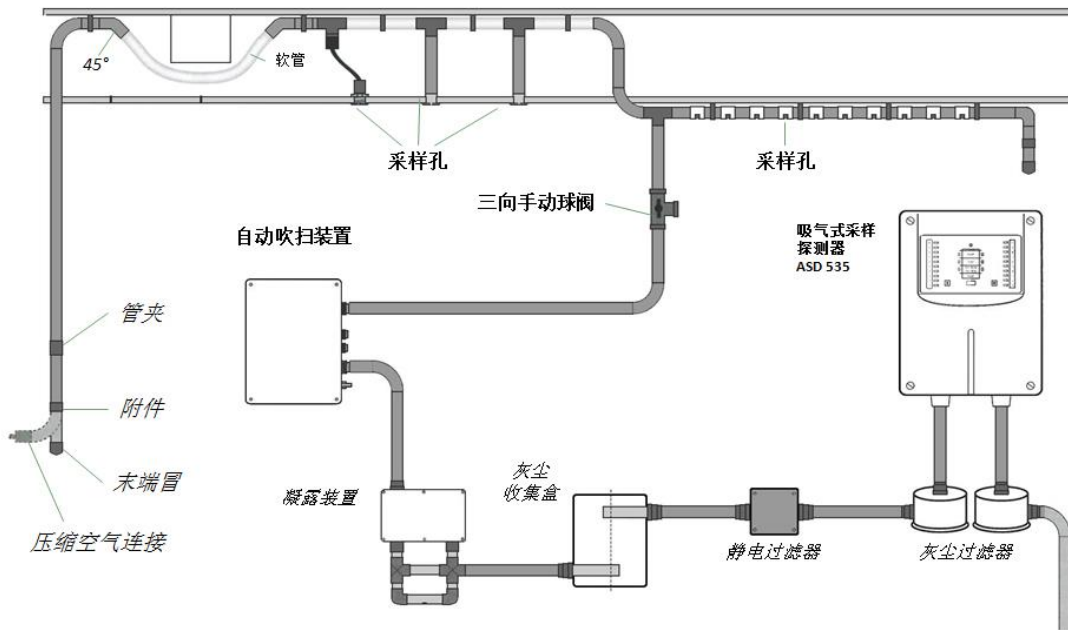 45°
软管
采样孔
采样孔
三向手动球阀
自动吹扫装置
吸气式采样
探测器
ASD 535
管夹
附件
末端冒
压缩空气连接
凝露装置
灰尘
收集盒
静电过滤器
灰尘过滤器